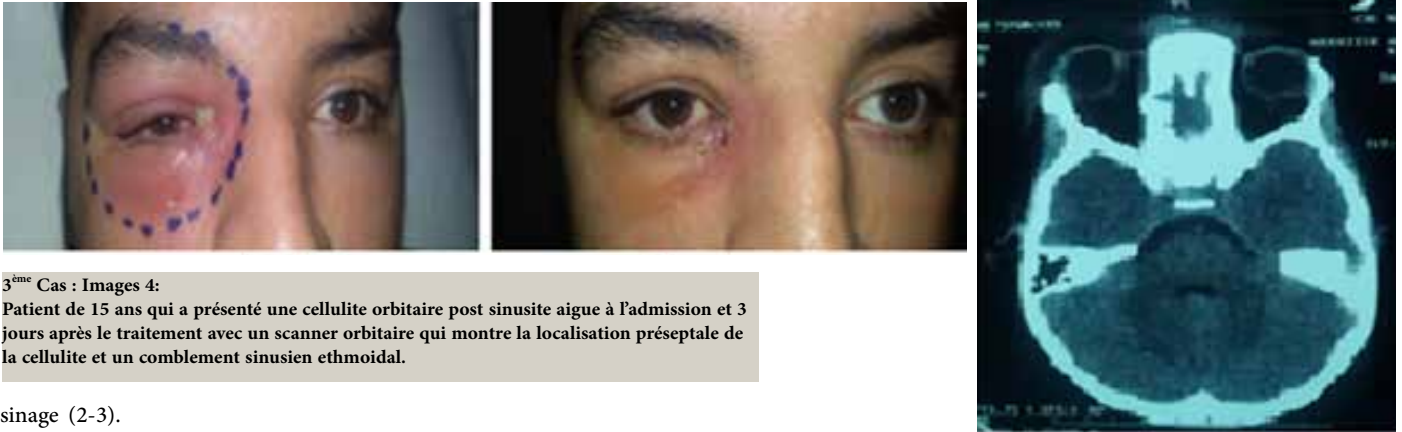 3ème Cas : Images 4:
Patient de 15 ans qui a présenté une cellulite orbitaire post sinusite aigue à l’admission et 3
jours après le traitement avec un scanner orbitaire qui montre la localisation préseptale de
la cellulite et un comblement sinusien ethmoidal.
sinage (2-3).